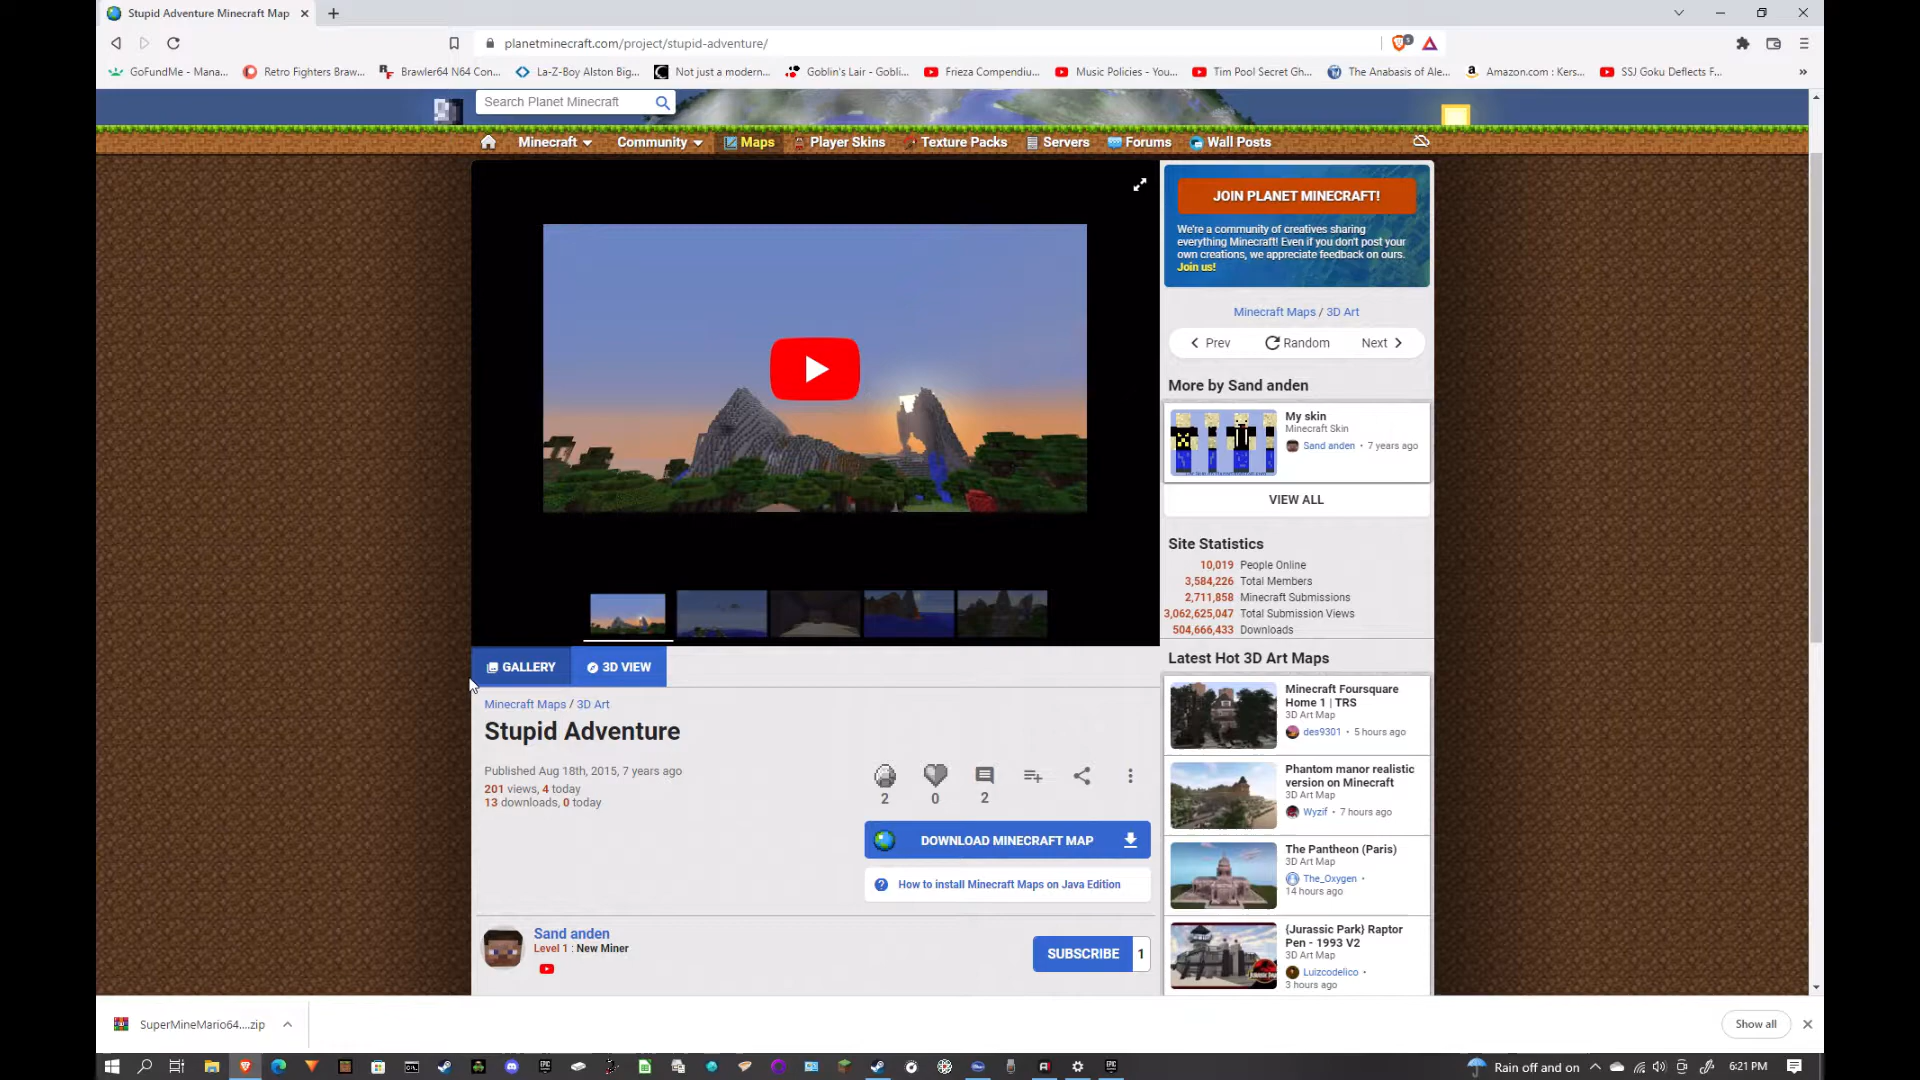 Stupid Adventure Minecraft Map
planetminecraft.com/project/stupid-adventure/
5
GoFundMe - Mana...
Retro Fighters Braw...
Brawler64 N64 Con...
La-Z-Boy Alston Big...
Not just a modern...
Goblin's Lair - Gobli...
Frieza Compendiu...
Music Policies - You...
Tim Pool Secret Gh...
The Anabasis of Ale...
Amazon.com : Kers...
SSJ Goku Deflects F...
Search Planet Minecraft
Minecraft
Community
Maps
Player Skins
Texture Packs
Servers
Forums
Wall Posts
JOIN PLANET MINECRAFT!
We're a community of creatives sharing
everything Minecraft! Even if you don't post your
own creations, we appreciate feedback on ours.
Join us!
Minecraft Maps / 3D Art
Prev
Random
Next
More by Sand anden
My skin
Minecraft Skin
Sand anden • 7 years ago
VIEW ALL
Site Statistics
10,019 People Online
3,584,226 Total Members
2,711,858 Minecraft Submissions
3,062,625,047 Total Submission Views
504,666,433 Downloads
GALLERY
3D VIEW
Minecraft Maps / 3D Art
Stupid Adventure
Published Aug 18th, 2015, 7 years ago
201 views, 4 today
13 downloads, 0 today
2
0
2
DOWNLOAD MINECRAFT MAP
How to install Minecraft Maps on Java Edition
Sand anden
Level 1 : New Miner
SUBSCRIBE 1
Latest Hot 3D Art Maps
Minecraft Foursquare
Home 1 | TRS
3D Art Map
des9301 • 5 hours ago
Phantom manor realistic
version on Minecraft
3D Art Map
Wyzif • 7 hours ago
The Pantheon (Paris)
3D Art Map
The_Oxygen •
14 hours ago
{Jurassic Park} Raptor
Pen - 1993 V2
3D Art Map
Luizcodelico •
3 hours ago
SuperMineMario64....zip
Show all
Rain off and on
6:21 PM